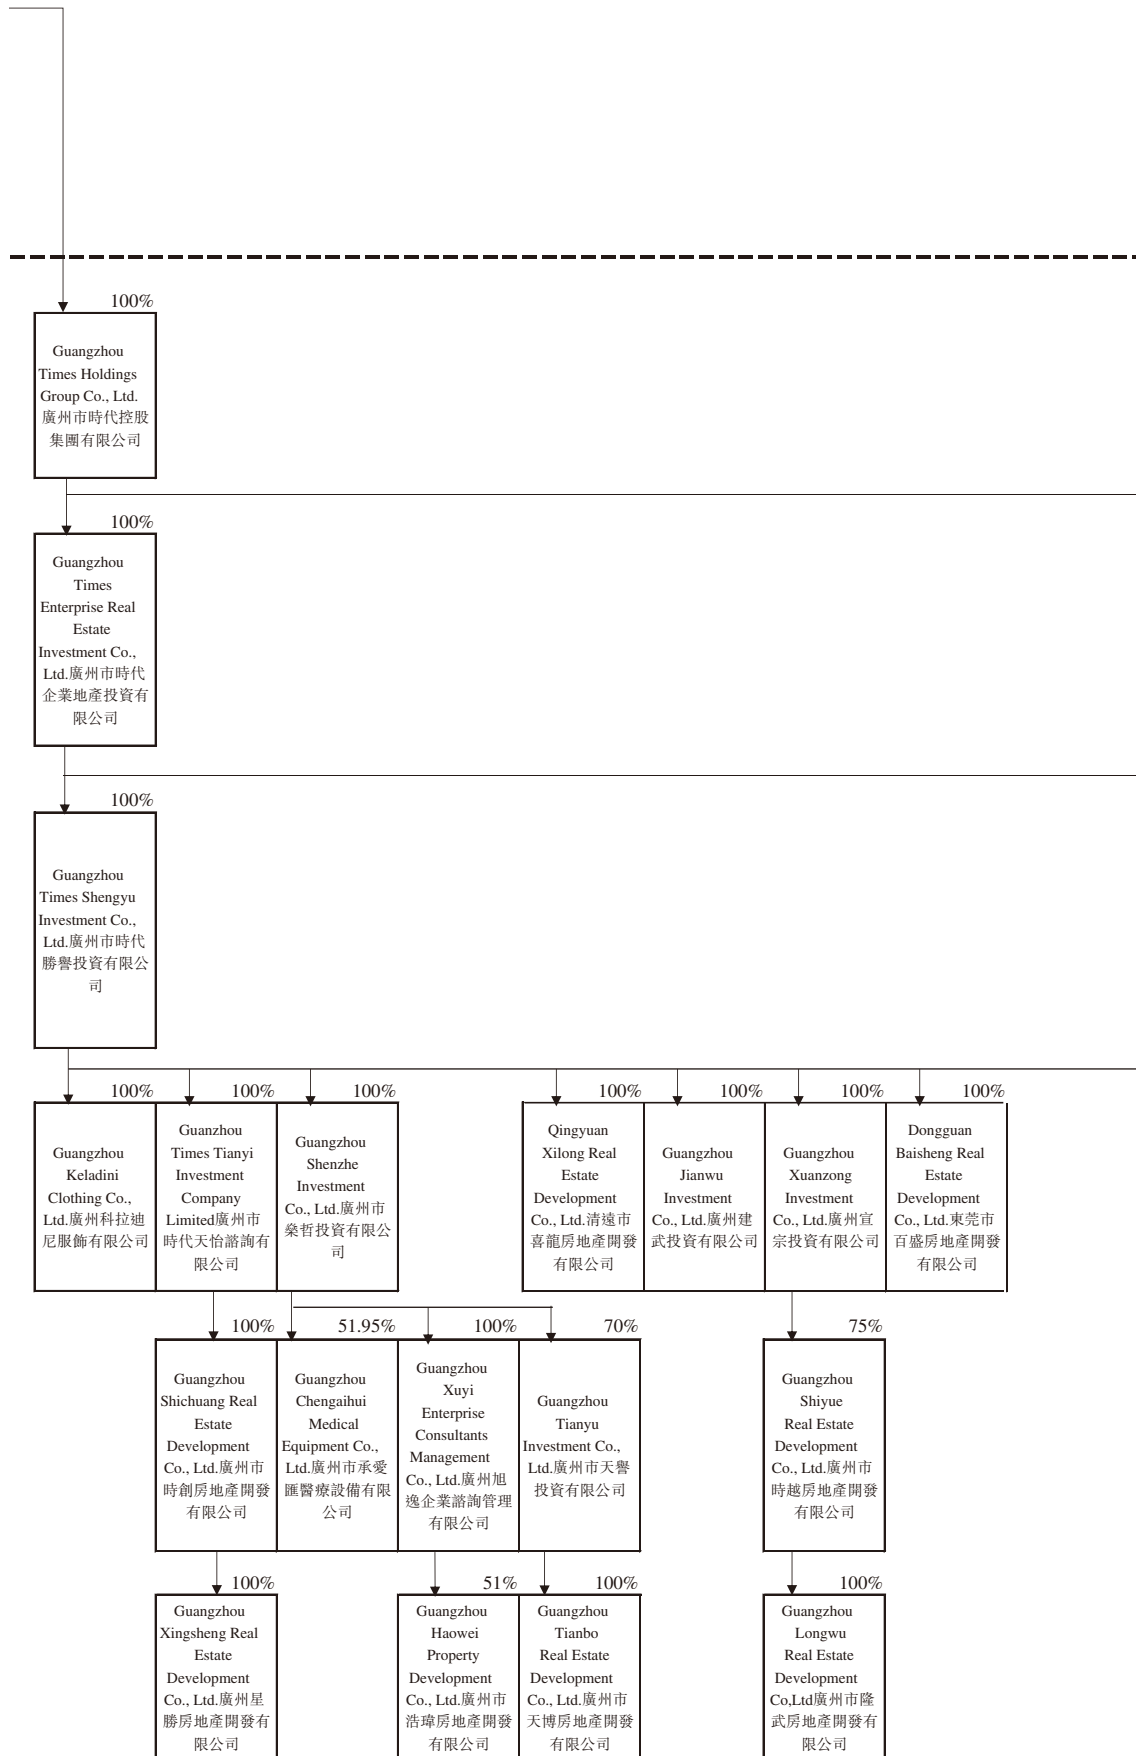 100%
Guangzhou
Times Holdings
Group Co., Ltd.
廣州市時代控股
集團有限公司
100%
Guangzhou
Times
Enterprise Real
Estate
Investment Co.,
Ltd.廣州市時代
企業地產投資有
限公司
100%
Guangzhou
Times Shengyu
Investment Co.,
Ltd.廣州市時代
勝譽投資有限公
司
100%
Guangzhou
Keladini
Clothing Co.,
Ltd.廣州科拉迪
尼服飾有限公司
100%
Guanzhou
Times Tianyi
Investment
Company
Limited廣州市
時代天怡諮詢有
限公司
100%
Guangzhou
Shenzhe
Investment
Co., Ltd.廣州市
燊哲投資有限公
司
100%
Qingyuan
Xilong Real
Estate
Development
Co., Ltd.清遠市
喜龍房地產開發
有限公司
100%
Guangzhou
Jianwu
Investment
Co., Ltd.廣州建
武投資有限公司
100%
Guangzhou
Xuanzong
Investment
Co., Ltd.廣州宣
宗投資有限公司
100%
Dongguan
Baisheng Real
Estate
Development
Co., Ltd.東莞市
百盛房地產開發
有限公司
100%
Guangzhou
Shichuang Real
Estate
Development
Co., Ltd.廣州市
時創房地產開發
有限公司
51.95%
Guangzhou
Chengaihui
Medical
Equipment Co.,
Ltd.廣州市承愛
匯醫療設備有限
公司
100%
Guangzhou
Xuyi
Enterprise
Consultants
Management
Co., Ltd.廣州旭
逸企業諮詢管理
有限公司
70%
Guangzhou
Tianyu
Investment Co.,
Ltd.廣州市天譽
投資有限公司
75%
Guangzhou
Shiyue
Real Estate
Development
Co., Ltd.廣州市
時越房地產開發
有限公司
100%
Guangzhou
Xingsheng Real
Estate
Development
Co., Ltd.廣州星
勝房地產開發有
限公司
51%
Guangzhou
Haowei
Property
Development
Co., Ltd.廣州市
浩瑋房地產開發
有限公司
100%
Guangzhou
Tianbo
Real Estate
Development
Co., Ltd.廣州市
天博房地產開發
有限公司
100%
Guangzhou
Longwu
Real Estate
Development
Co,Ltd廣州市隆
武房地產開發有
限公司